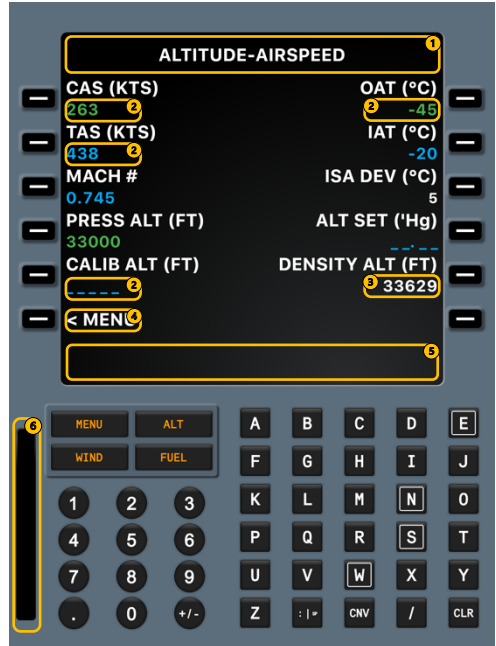 ALTITUDE-AIRSPEED 1
CAS (KTS) OAT (°C)
263 2 2 -45
TAS (KTS) IAT (°C)
438 2 -20
MACH # ISA DEV (°C)
0.745 5
PRESS ALT (FT) ALT SET ('Hg)
33000 __.__
CALIB ALT (FT) DENSITY ALT (FT)
_____ 2 3 33629
< MENU 4
5
6
MENU ALT A B C D E
WIND FUEL F G H I J
1 2 3 K L M N O
4 5 6 P Q R S T
7 8 9 U V W X Y
. 0 +/- Z :|☞ CNV / CLR